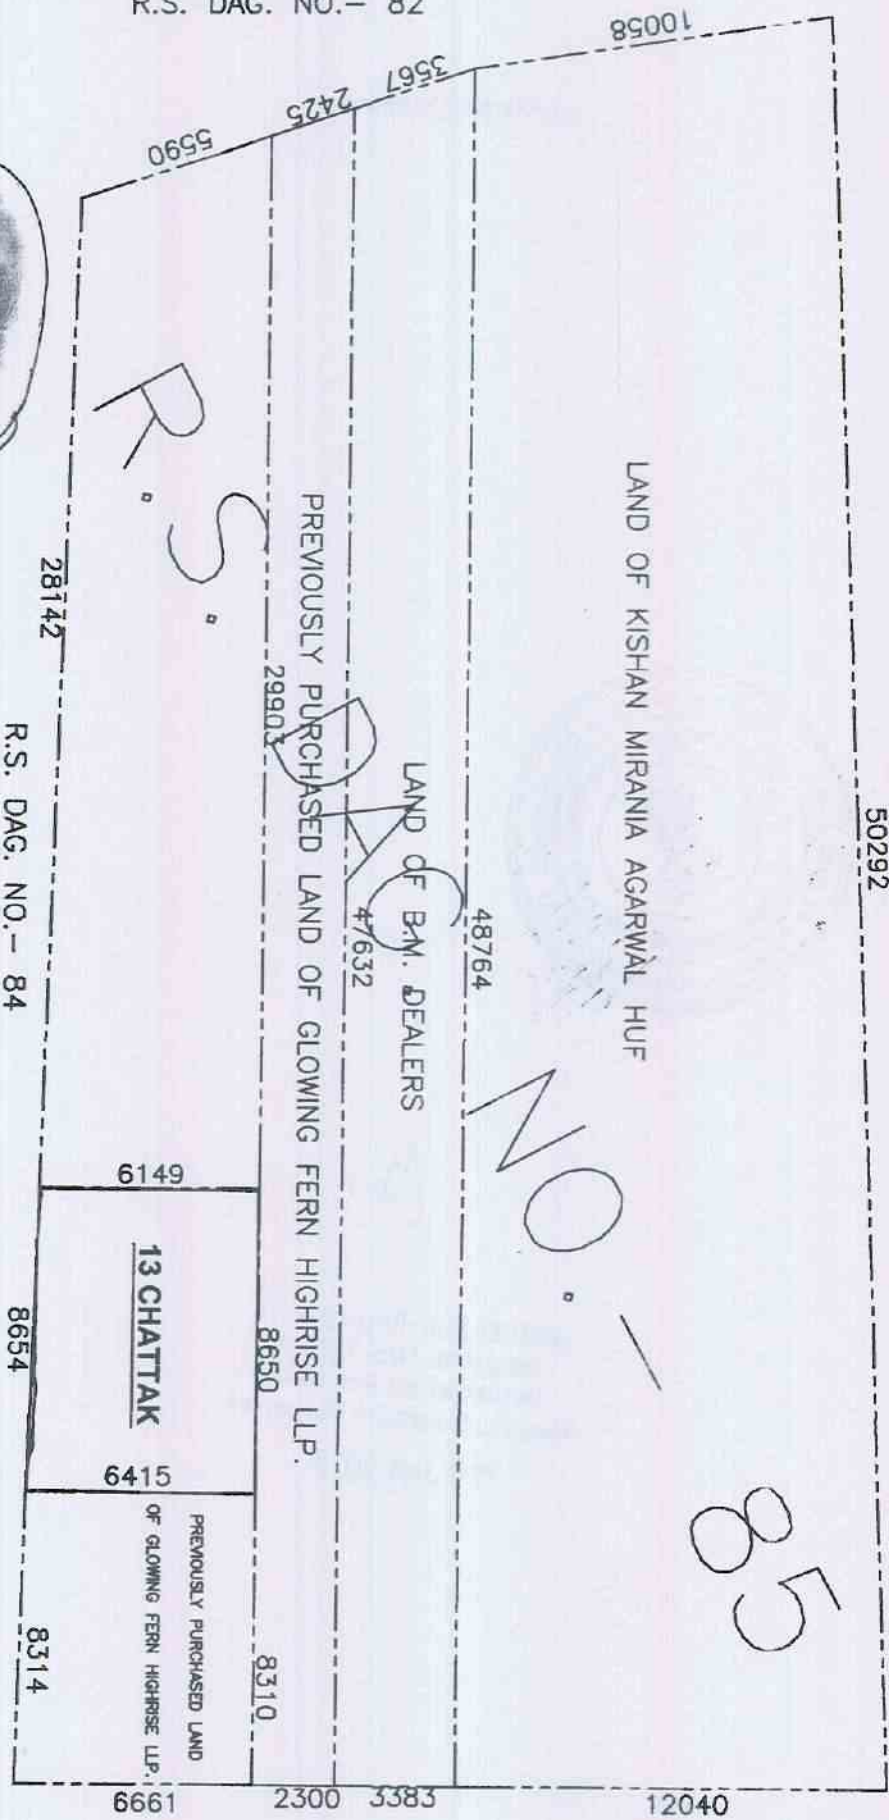 R.S. DAG. NO.- 82
10058
3567
2425
5590
50292
LAND OF KISHAN MIRANIA AGARWAL HUF
48764
LAND OF B.M. DEALERS
47632
PREVIOUSLY PURCHASED LAND OF GLOWING FERN HIGHRISE LLP.
29903
R.S. DAG NO.- 85
28142
R.S. DAG. NO.- 84
6149
13 CHATTAK
8650
8654
6415
PREVIOUSLY PURCHASED LAND
OF GLOWING FERN HIGHRISE LLP.
8310
8314
6661
2300
3383
12040